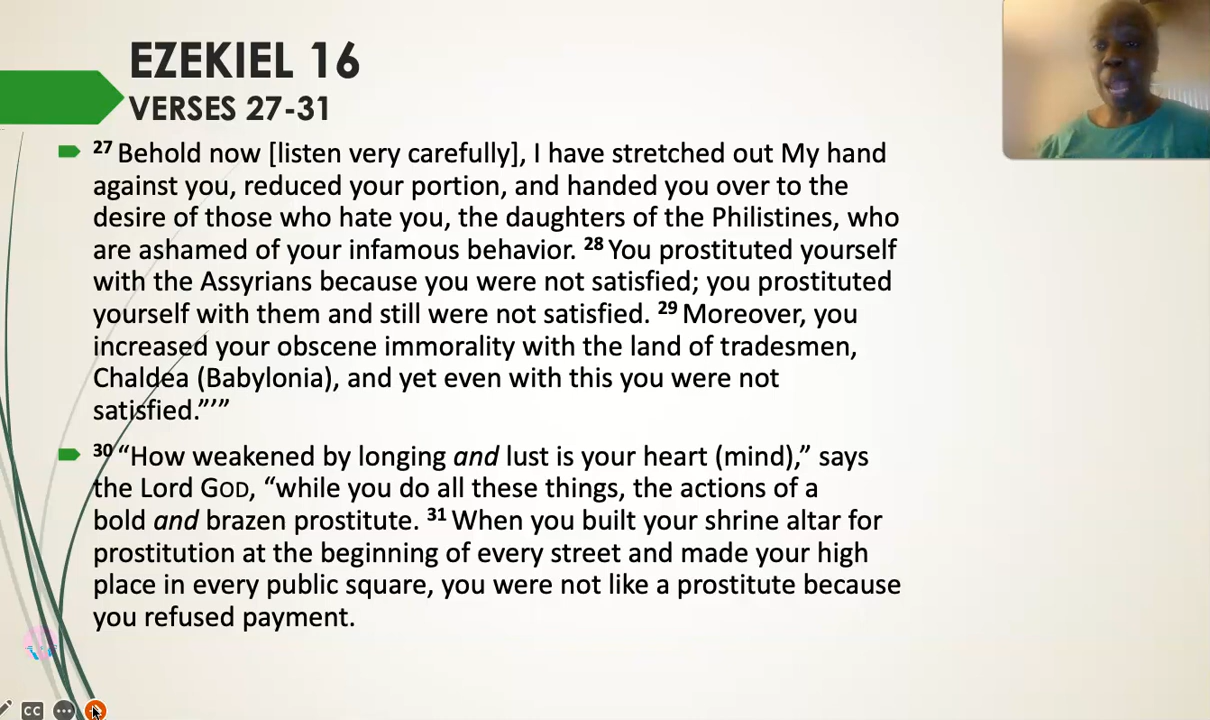 EZEKIEL 16
VERSES 27-31
27 Behold now [listen very carefully], I have stretched out My hand
against you, reduced your portion, and handed you over to the
desire of those who hate you, the daughters of the Philistines, who
are ashamed of your infamous behavior. 28 You prostituted yourself
with the Assyrians because you were not satisfied; you prostituted
yourself with them and still were not satisfied. 29 Moreover, you
increased your obscene immorality with the land of tradesmen,
Chaldea (Babylonia), and yet even with this you were not
satisfied.”’”
30 “How weakened by longing and lust is your heart (mind),” says
the Lord GOD, “while you do all these things, the actions of a
bold and brazen prostitute. 31 When you built your shrine altar for
prostitution at the beginning of every street and made your high
place in every public square, you were not like a prostitute because
you refused payment.
CC